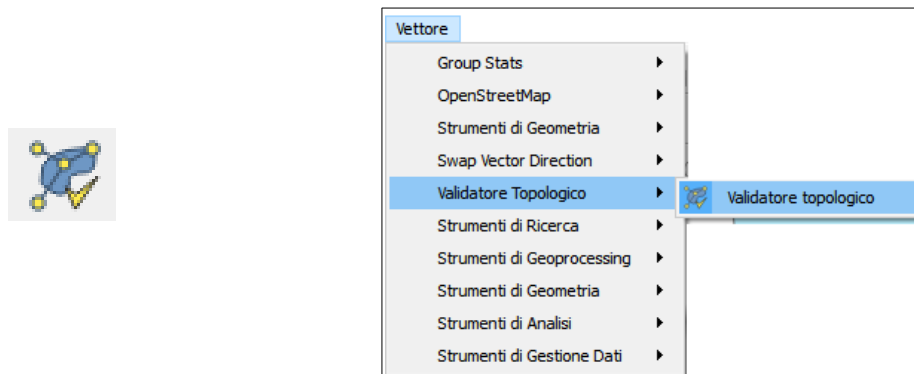 Vettore
Group Stats
OpenStreetMap
Strumenti di Geometria
Swap Vector Direction
Validatore Topologico
Validatore topologico
Strumenti di Ricerca
Strumenti di Geoprocessing
Strumenti di Geometria
Strumenti di Analisi
Strumenti di Gestione Dati